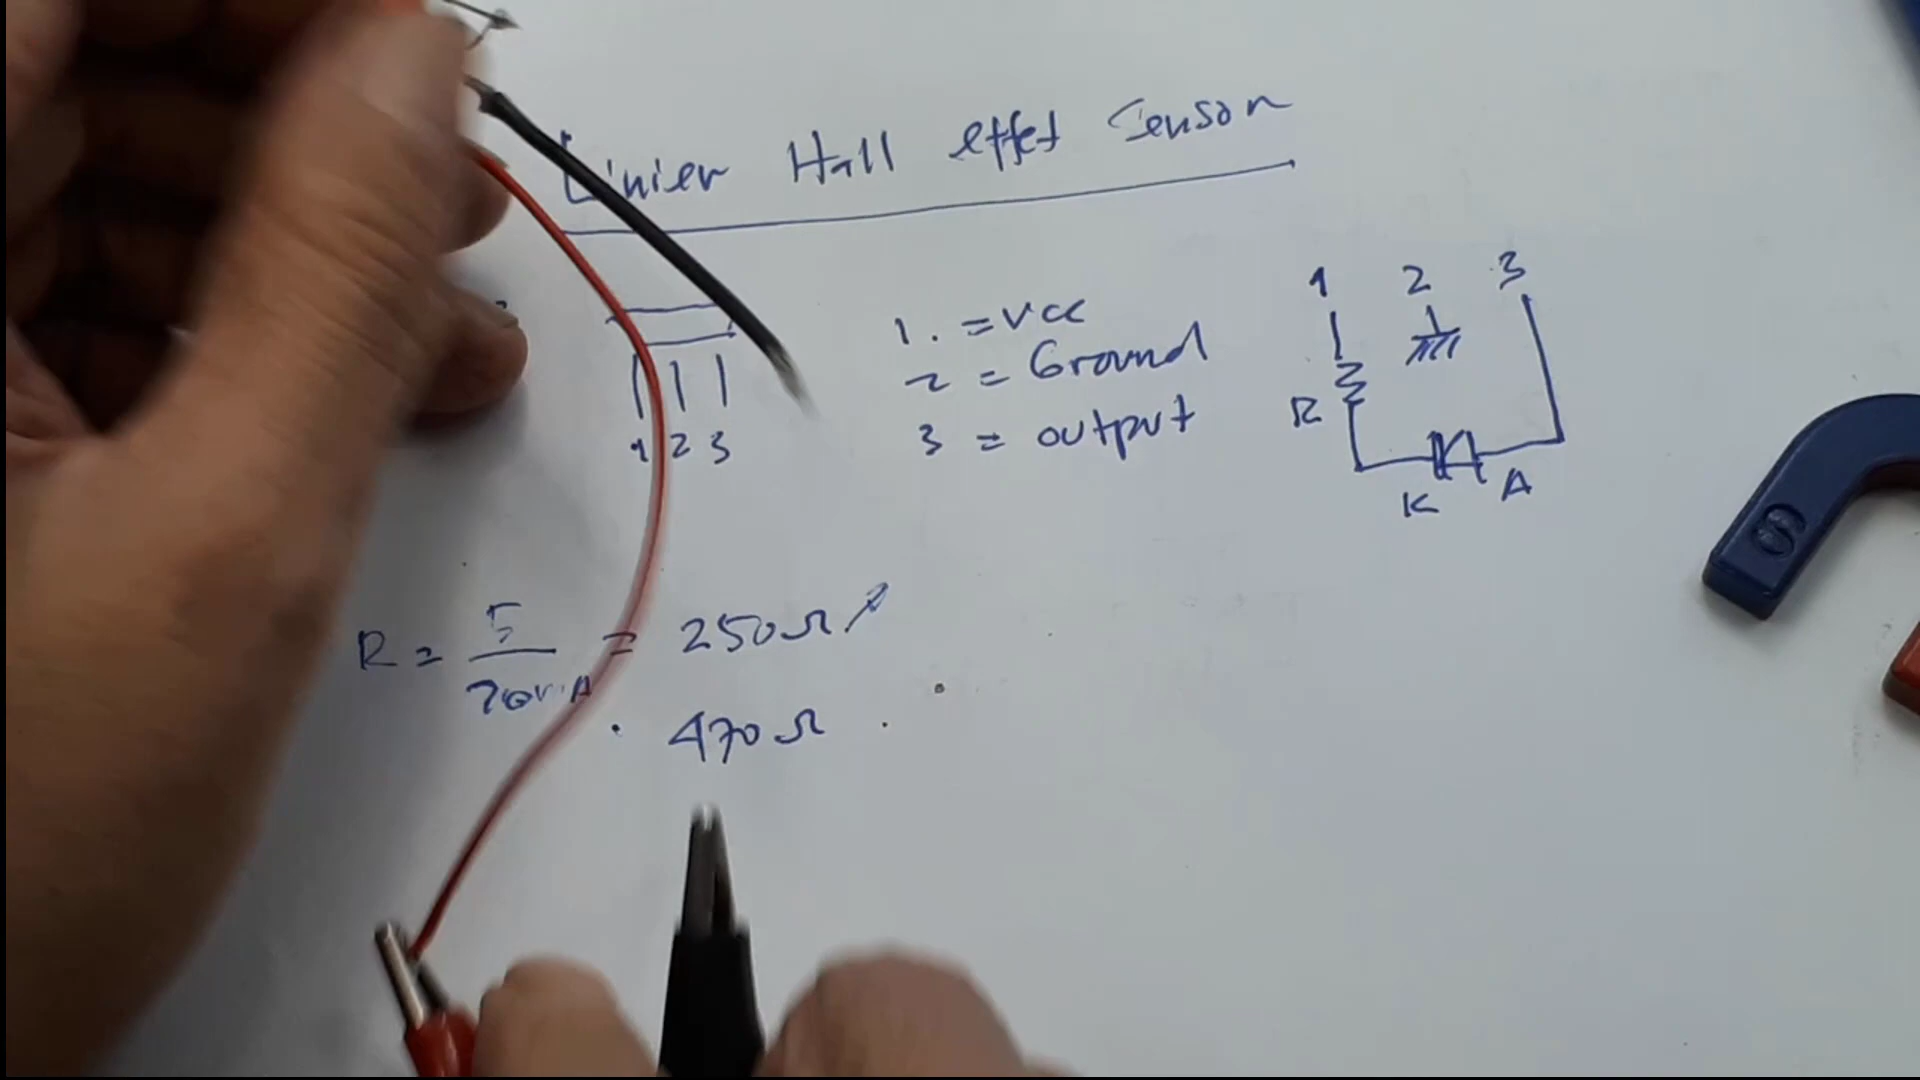 Linier Hall effet Sensor
1 2 3
1. = Vcc
2 = Ground
3 = output
1 2 3
R
K A
R = 5 / 20mA = 250Ω
470Ω
S